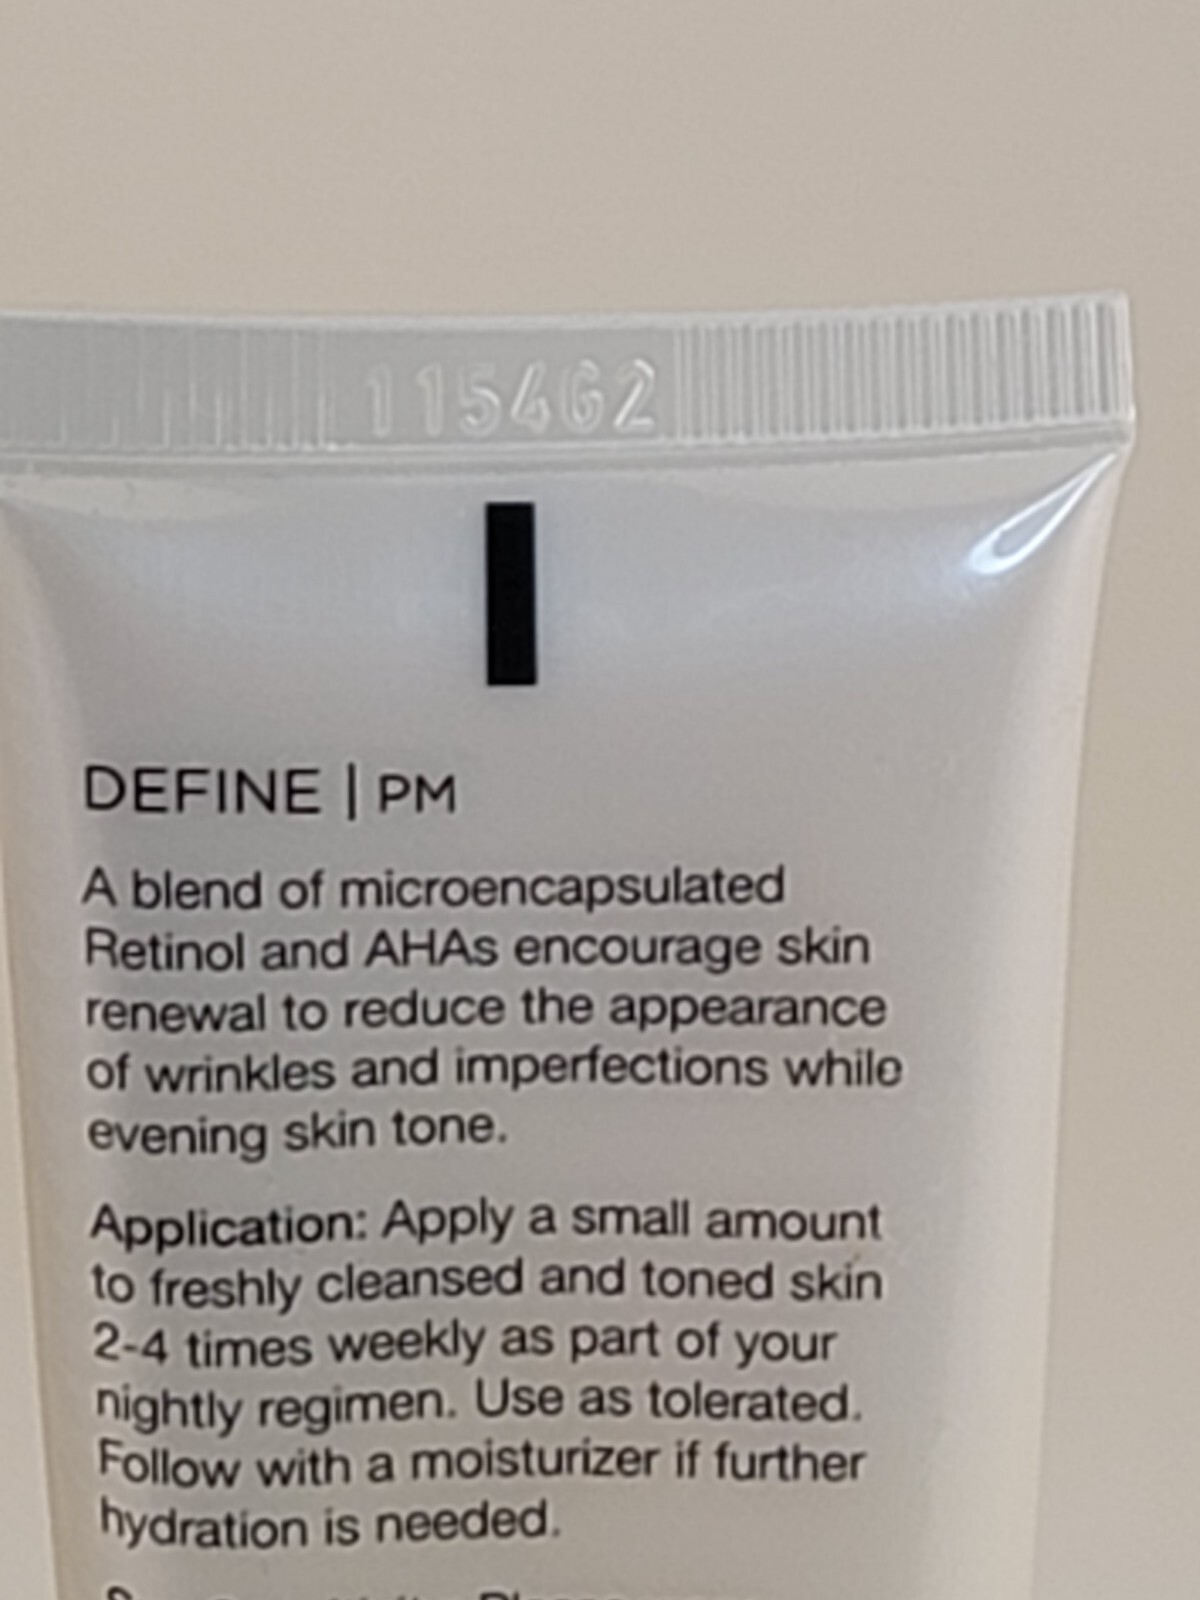 115462
DEFINE | PM
A blend of microencapsulated
Retinol and AHAs encourage skin
renewal to reduce the appearance
of wrinkles and imperfections while
evening skin tone.
Application: Apply a small amount
to freshly cleansed and toned skin
2-4 times weekly as part of your
nightly regimen. Use as tolerated.
Follow with a moisturizer if further
hydration is needed.